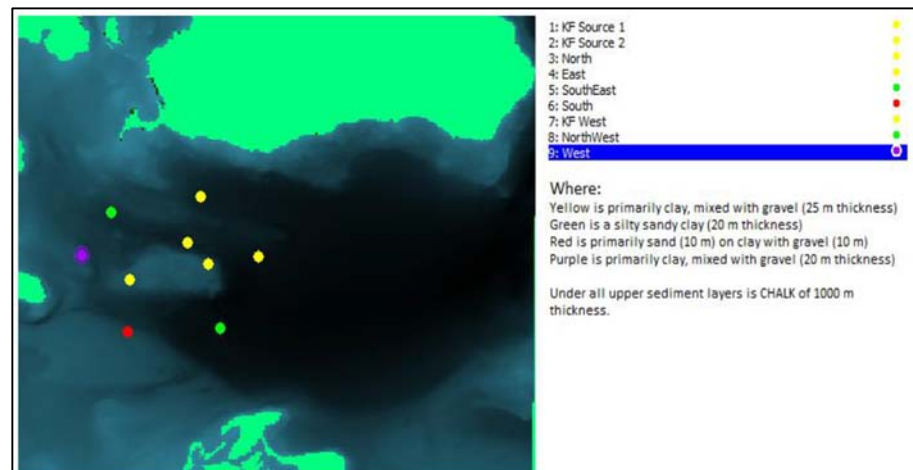 1: KF Source 1
2: KF Source 2
3: North
4: East
5: SouthEast
6: South
7: KF West
8: NorthWest
9: West
Where:
Yellow is primarily clay, mixed with gravel (25 m thickness)
Green is a silty sandy clay (20 m thickness)
Red is primarily sand (10 m) on clay with gravel (10 m)
Purple is primarily clay, mixed with gravel (20 m thickness)
Under all upper sediment layers is CHALK of 1000 m
thickness.